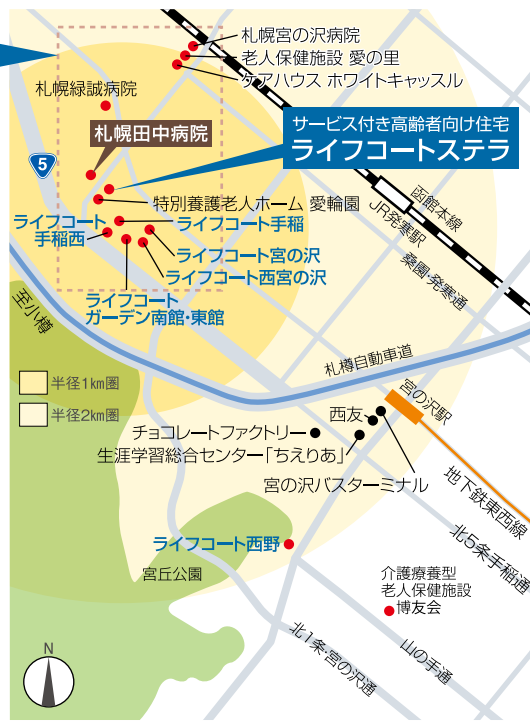 札幌宮の沢病院
老人保健施設 愛の里
ケアハウス ホワイトキャッスル
札幌緑誠病院
サービス付き高齢者向け住宅
ライフコートステラ
札幌田中病院
5
特別養護老人ホーム 愛輪園
ライフコート
手稲西
ライフコート手稲
ライフコート宮の沢
ライフコート西宮の沢
ライフコート
ガーデン南館・東館
函館本線
JR発寒駅
桑園・発寒通
至小樽
札樽自動車道
半径1km圏
半径2km圏
宮の沢駅
西友
チョコレートファクトリー
生涯学習総合センター「ちえりあ」
宮の沢バスターミナル
地下鉄東西線
北5条手稲通
ライフコート西野
宮丘公園
介護療養型
老人保健施設
博友会
北1条・宮の沢通
山の手通
N